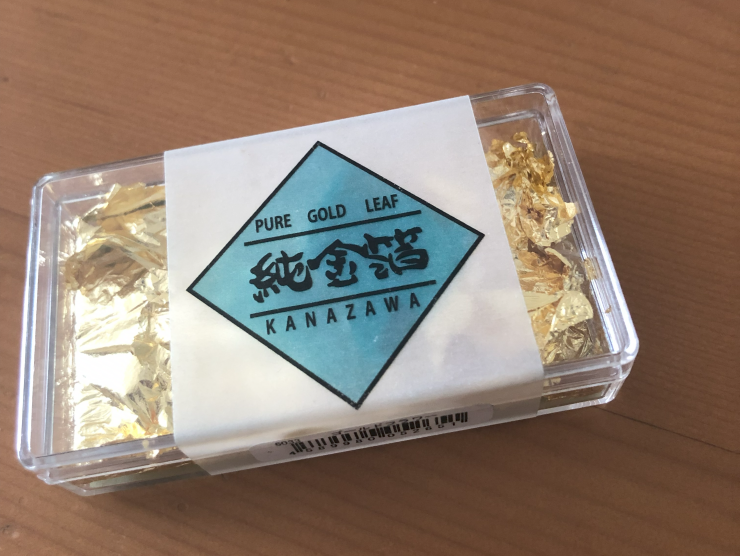 PURE GOLD LEAF
純金箔
KANAZAWA